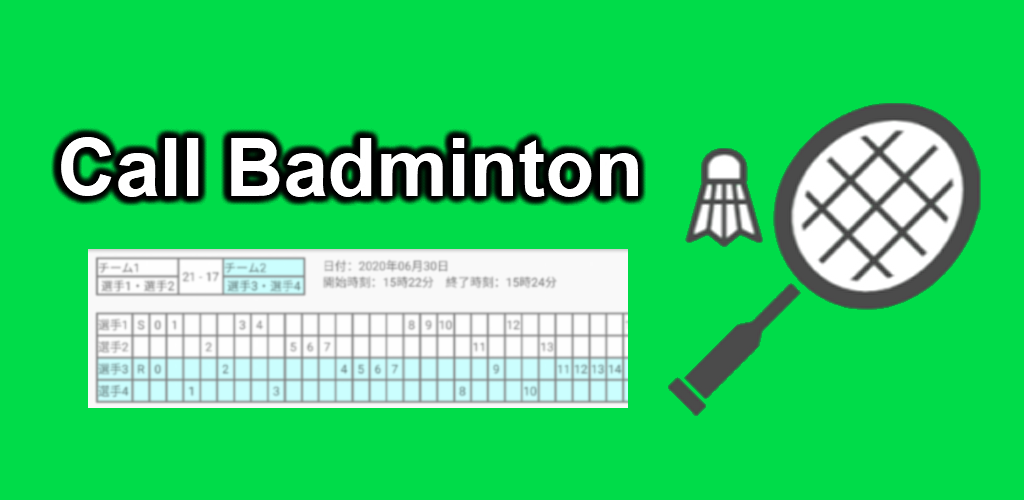 Call Badminton
チーム1 21 - 17 チーム2 日付：2020年06月30日
選手1・選手2 選手3・選手4 開始時刻：15時22分 終了時刻：15時24分
選手1 S 0 1 3 4 8 9 10 12
選手2 2 5 6 7 11 13
選手3 R 0 2 4 5 6 7 9 11 12 13 14
選手4 1 3 8 10